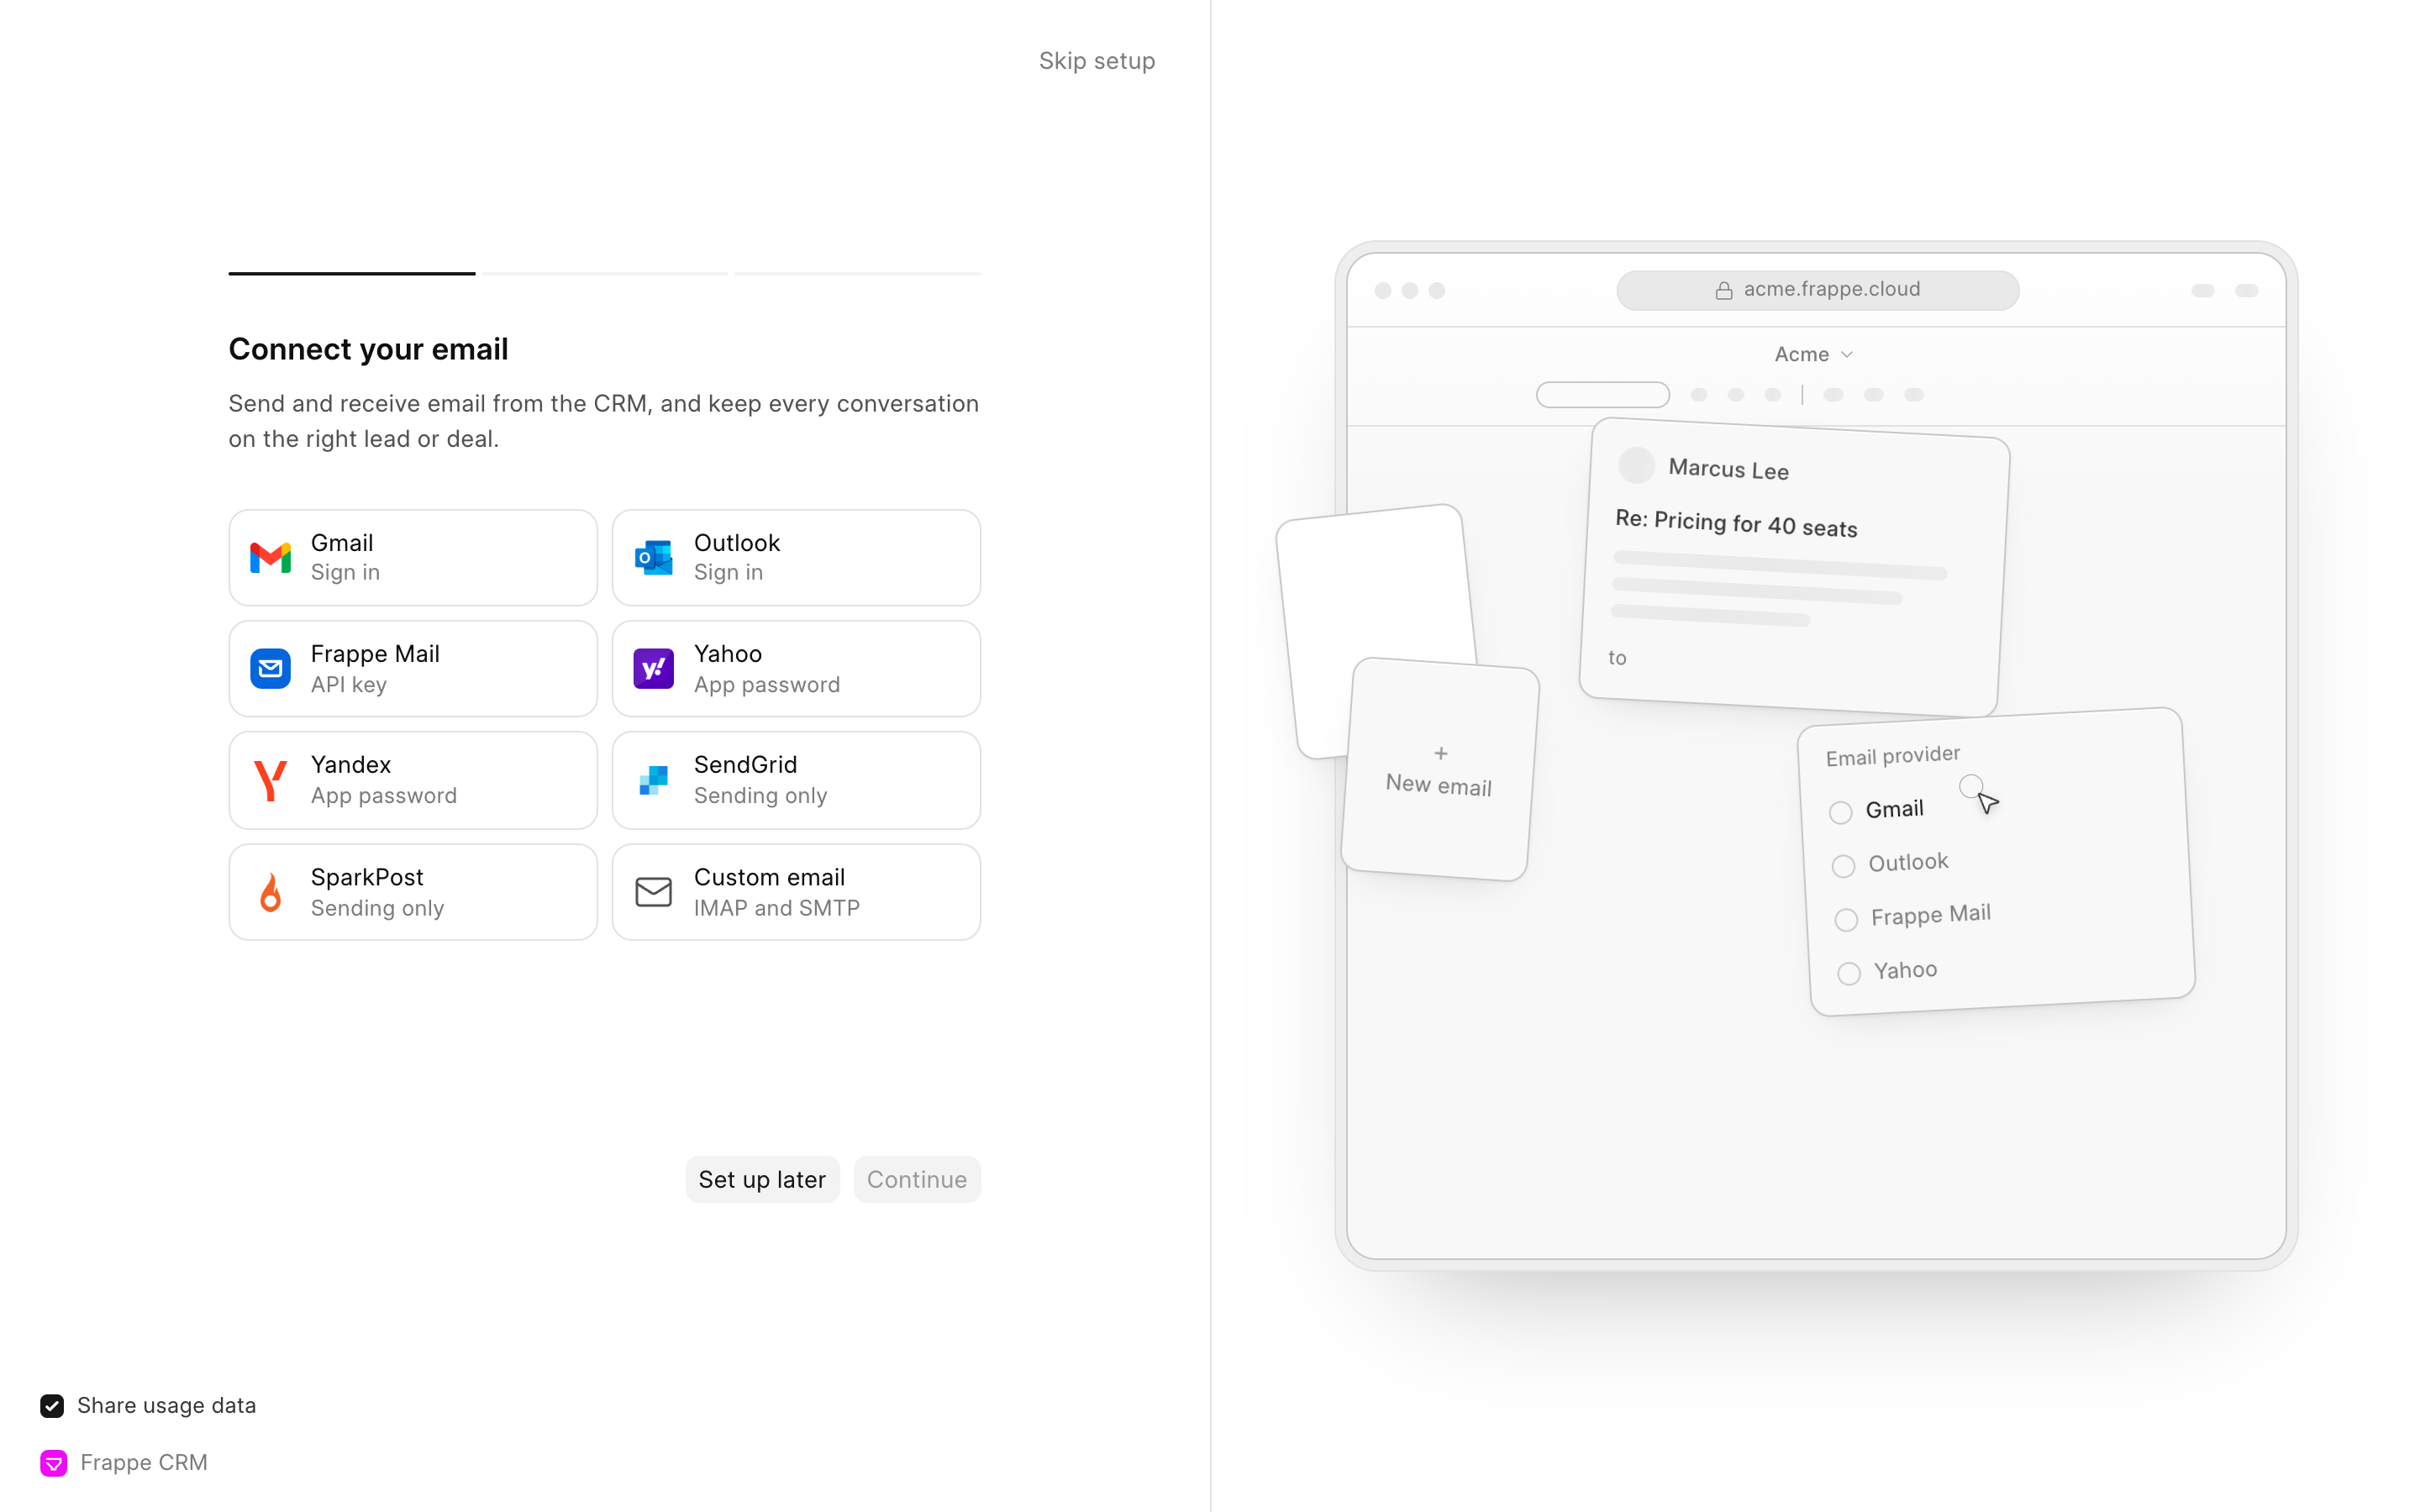 Skip setup
Connect your email
Send and receive email from the CRM, and keep every conversation
on the right lead or deal.
Gmail
Sign in
Outlook
Sign in
Frappe Mail
API key
Yahoo
App password
Yandex
App password
SendGrid
Sending only
SparkPost
Sending only
Custom email
IMAP and SMTP
Set up later
Continue
Share usage data
Frappe CRM
acme.frappe.cloud
Acme
Marcus Lee
Re: Pricing for 40 seats
to
+
New email
Email provider
Gmail
Outlook
Frappe Mail
Yahoo